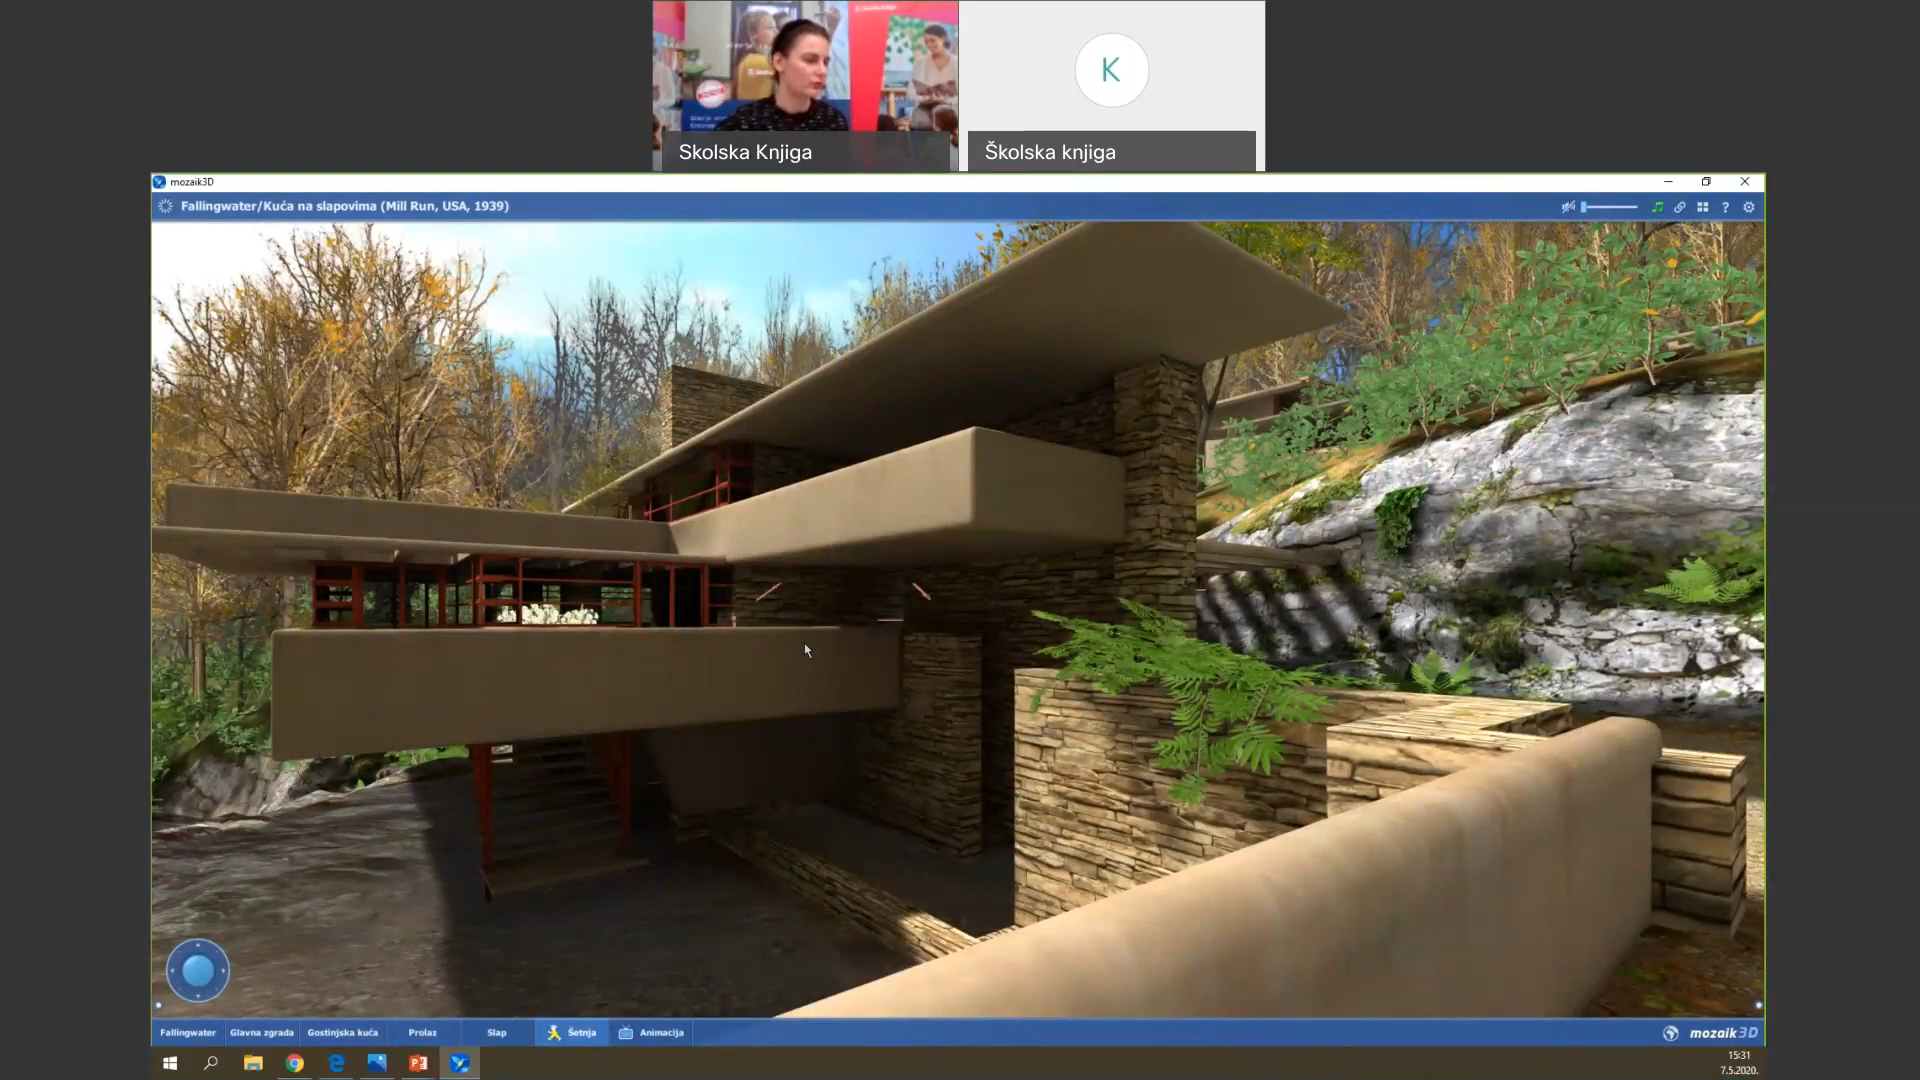 Skolska Knjiga
K
Školska knjiga
mozaik3D
Fallingwater/Kuća na slapovima (Mill Run, USA, 1939)
?
Fallingwater
Glavna zgrada
Gostinjska kuća
Prolaz
Slap
Šetnja
Animacija
mozaik3D
15:31
7.5.2020.